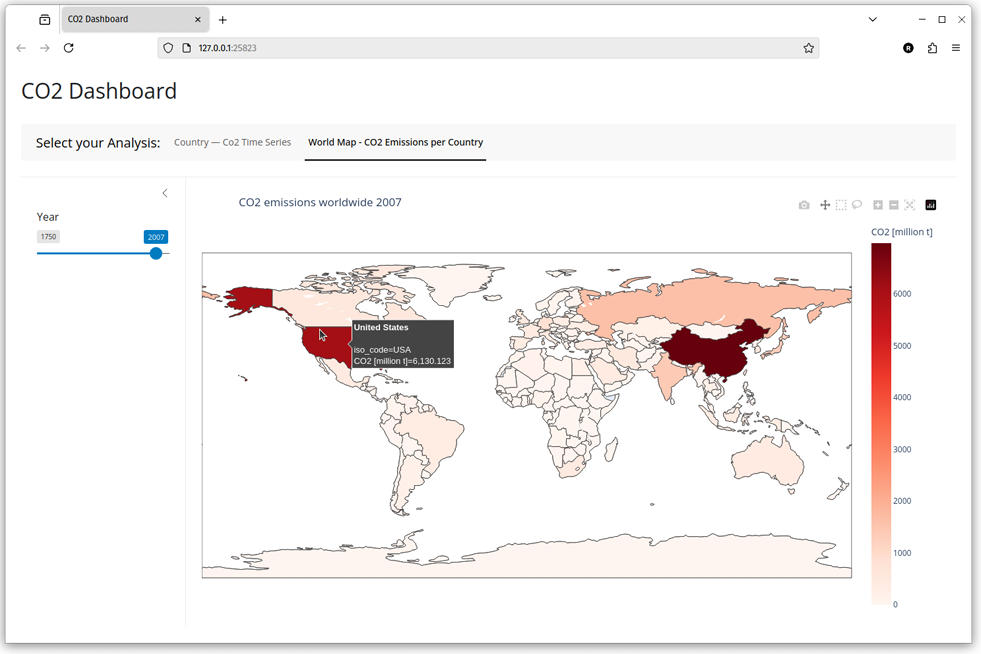 CO2 Dashboard
127.0.0.1:25823
R
CO2 Dashboard
Select your Analysis: Country — Co2 Time Series World Map - CO2 Emissions per Country
Year
1750 2007
CO2 emissions worldwide 2007
CO2 [million t]
6000
5000
4000
3000
2000
1000
0
United States
iso_code=USA
CO2 [million t]=6,130.123